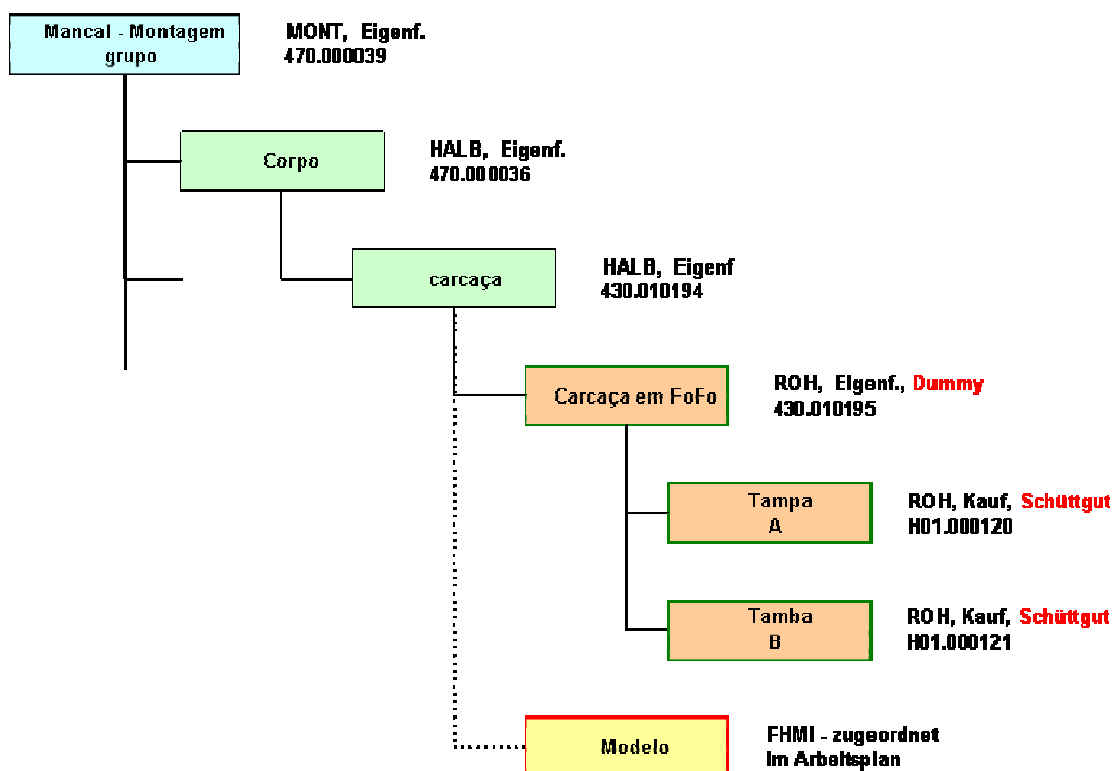 Mancal - Montagem
grupo
MONT, Eigenf.
470.000039
Corpo
HALB, Eigenf.
470.000036
carcaça
HALB, Eigenf
430.010194
Carcaça em FoFo
ROH, Eigenf., Dummy
430.010195
Tampa
A
ROH, Kauf, Schüttgut
H01.000120
Tamba
B
ROH, Kauf, Schüttgut
H01.000121
Modelo
FHMI - zugeordnet
im Arbeitsplan